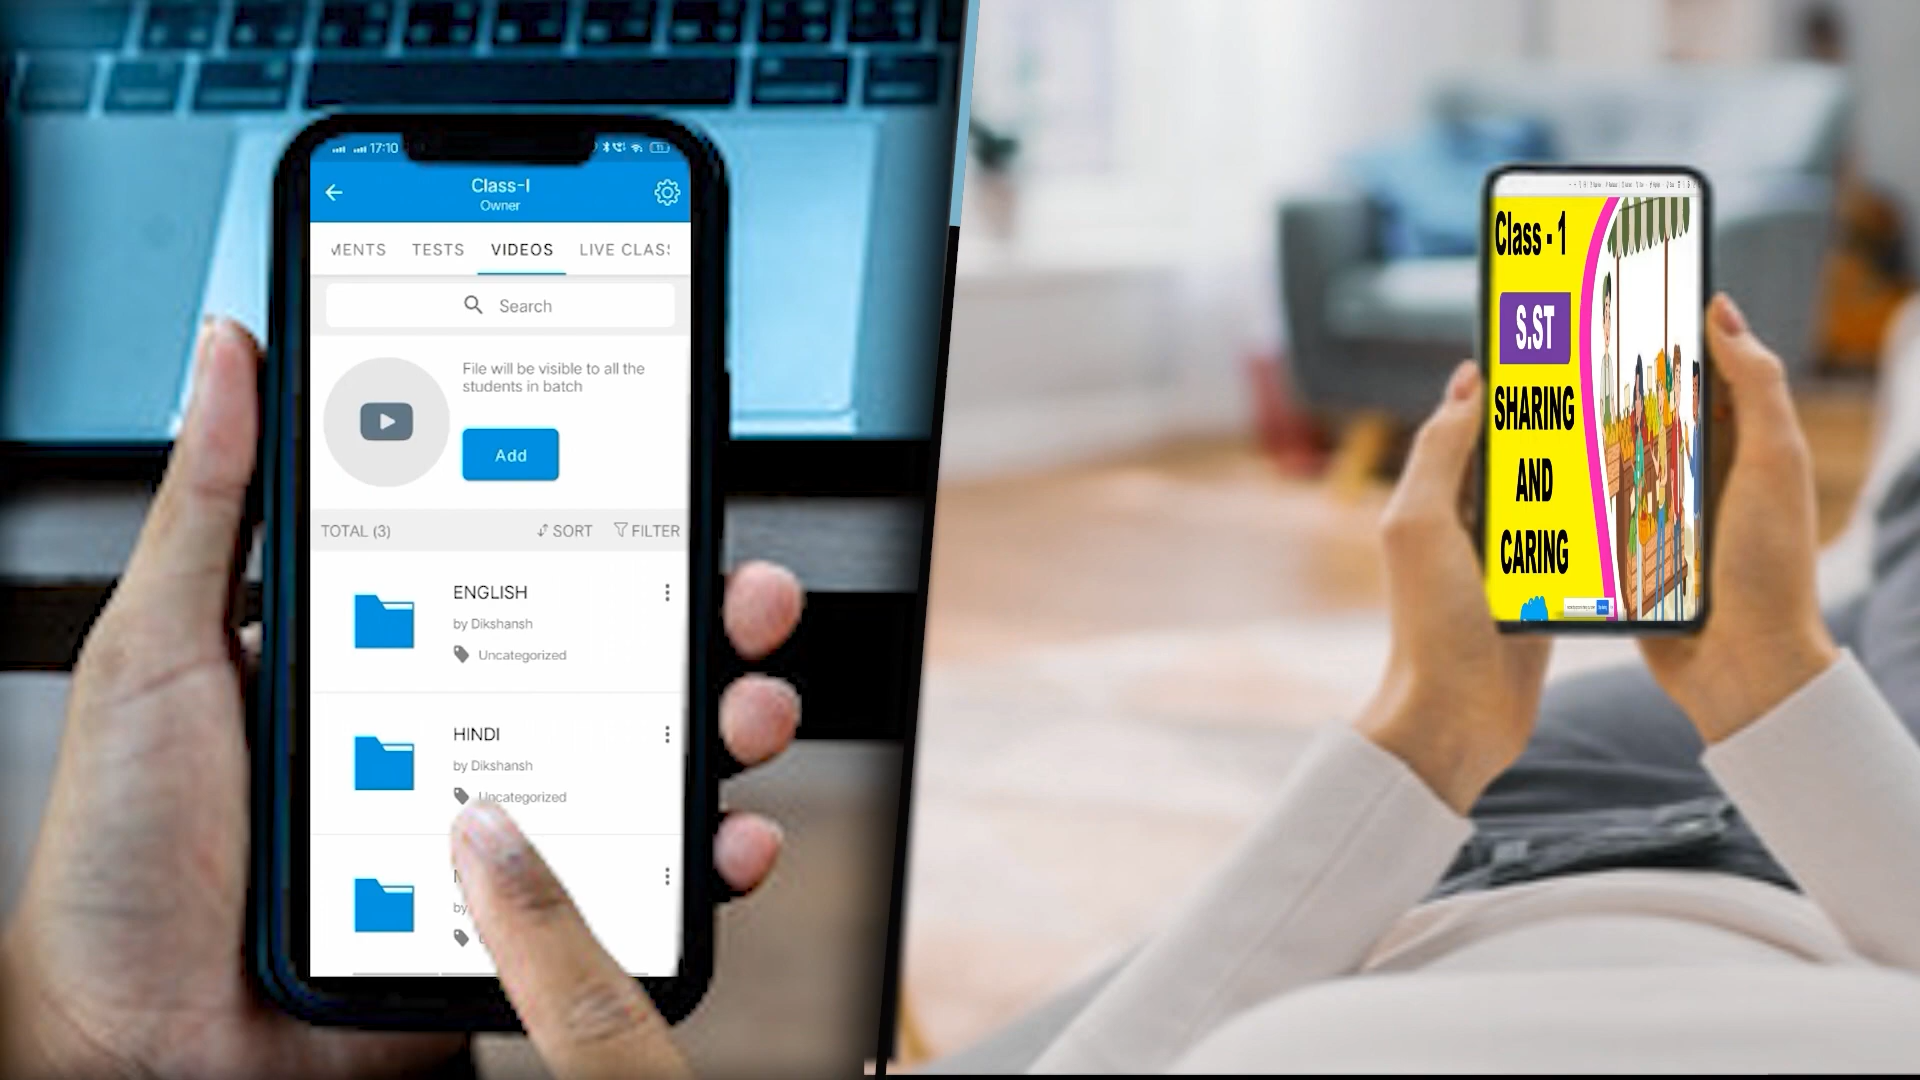 17:10
Class-I
Owner
MENTS TESTS VIDEOS LIVE CLAS
Search
File will be visible to all the
students in batch
Add
TOTAL (3) SORT FILTER
ENGLISH
by Dikshansh
Uncategorized
HINDI
by Dikshansh
Uncategorized
by
Class - 1
S.ST
SHARING
AND
CARING